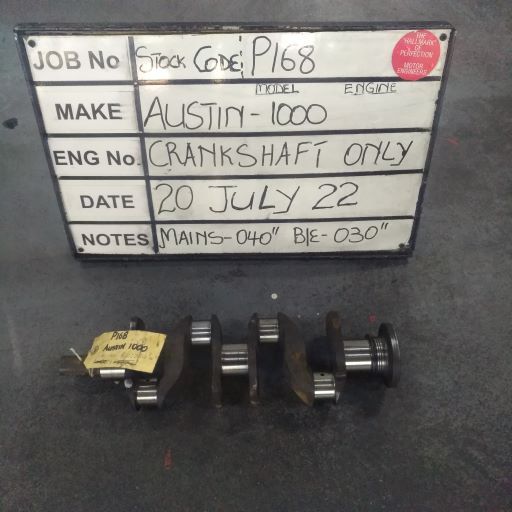 JOB No STOCK CODE: P168
THE
"HALLMARK"
OF
PERFECTION
MOTOR
ENGINEERS
MODEL ENGINE
MAKE AUSTIN-1000
ENG No. CRANKSHAFT ONLY
DATE 20 JULY 22
NOTES MAINS-040" B/E-030"
P168
AUSTIN 1000